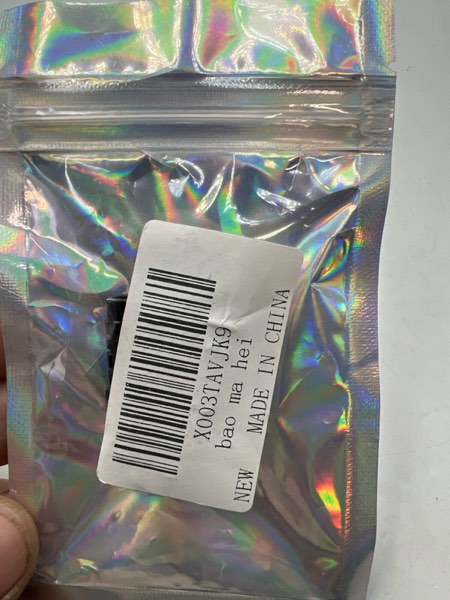 X003TAVJK9
bao ma hei
NEW MADE IN CHINA